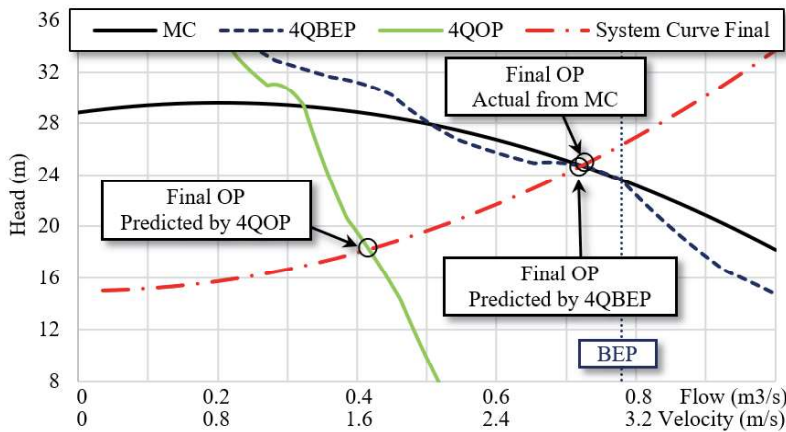 36
MC 4QBEP 4QOP System Curve Final
32
Final OP
Actual from MC
28
24
Head (m)
Final OP
Predicted by 4QOP
20
Final OP
Predicted by 4QBEP
16
12
BEP
8
0 0.2 0.4 0.6 0.8 Flow (m3/s)
0 0.8 1.6 2.4 3.2 Velocity (m/s)